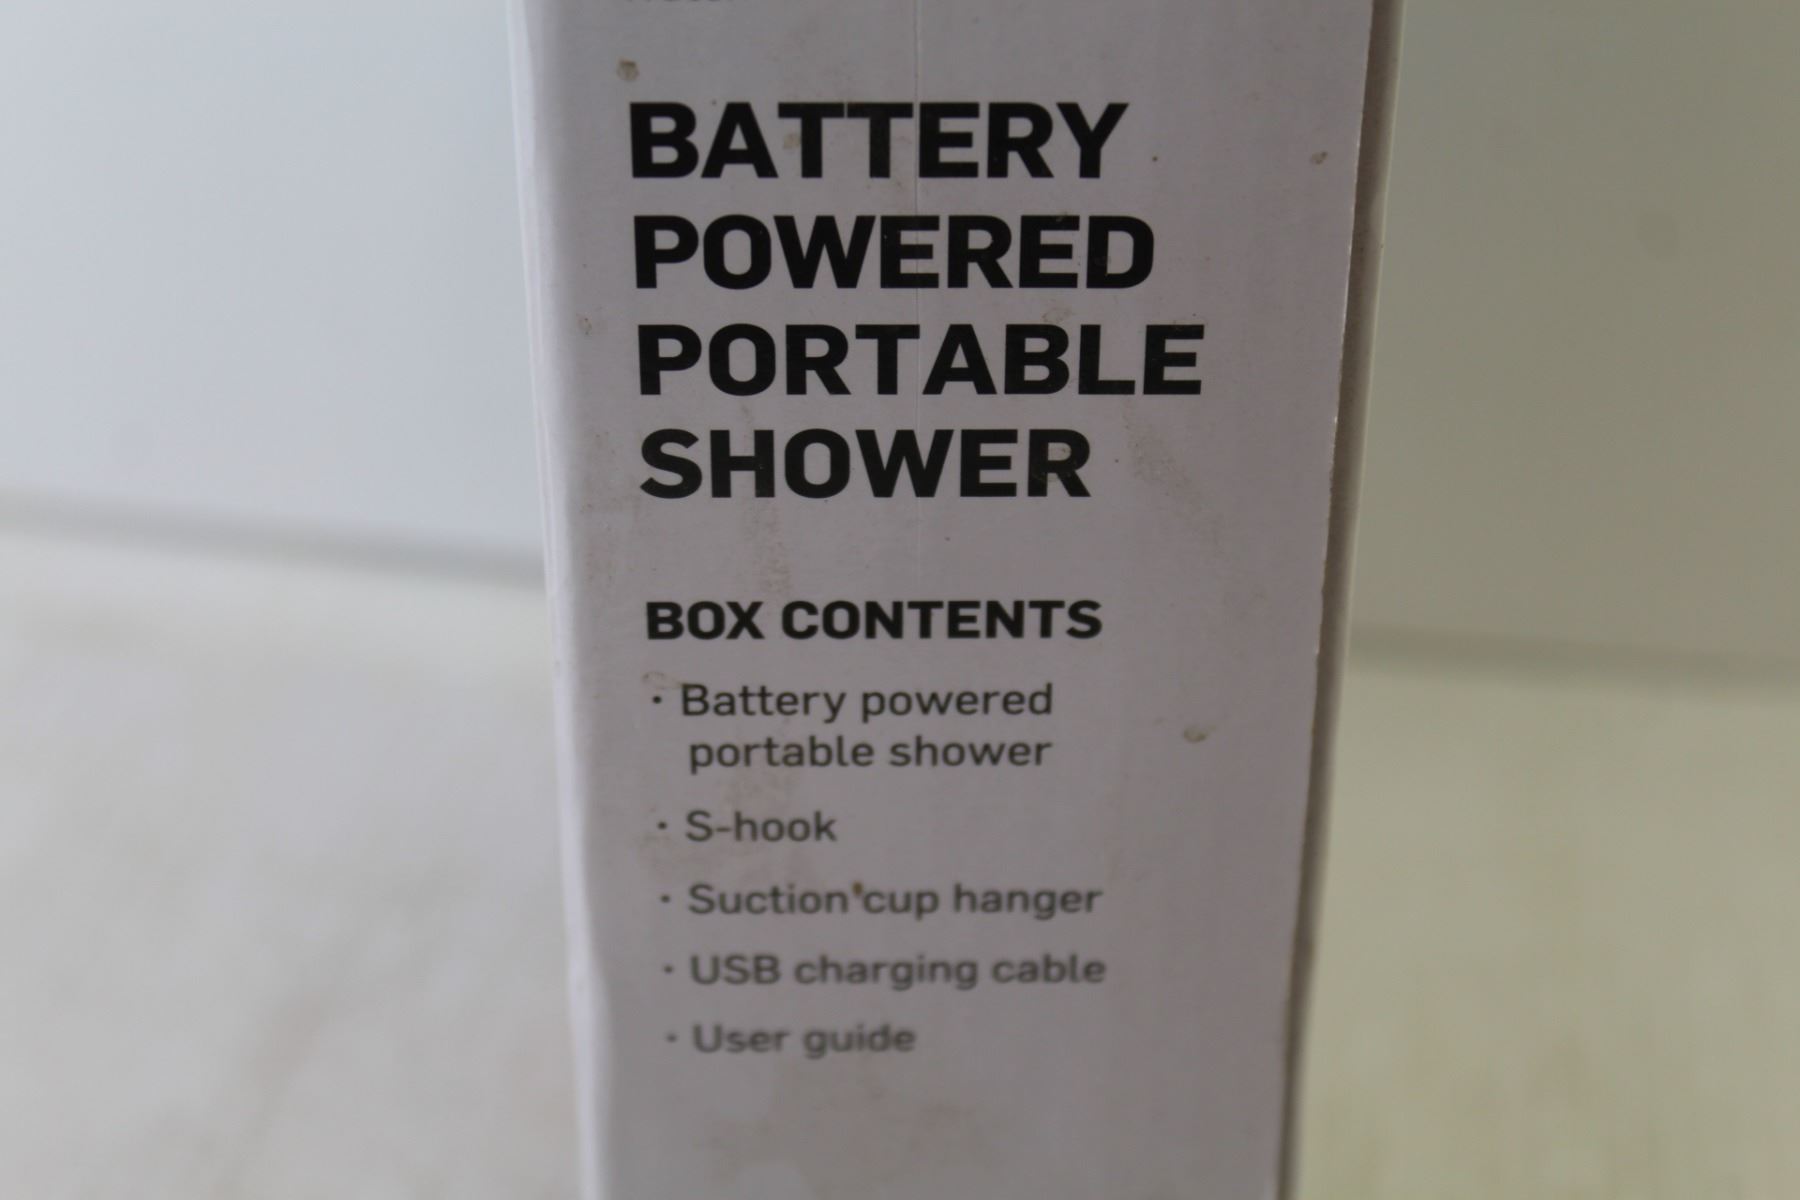 BATTERY
POWERED
PORTABLE
SHOWER
BOX CONTENTS
· Battery powered
portable shower
· S-hook
· Suction cup hanger
· USB charging cable
· User guide